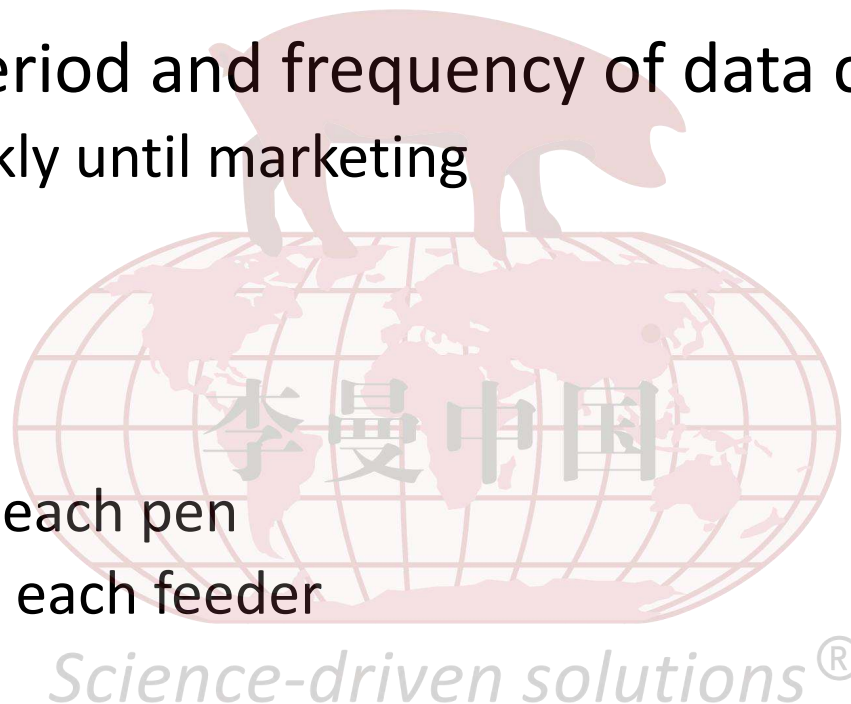 eriod and frequency of data c
kly until marketing
李曼中国
each pen
each feeder
Science-driven solutions®